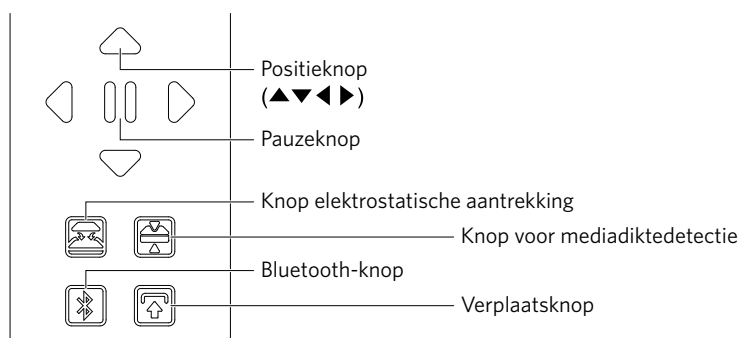 Positieknop
(▲▼◀ ▶)
Pauzeknop
Knop elektrostatische aantrekking
Knop voor mediadiktedetectie
Bluetooth-knop
Verplaatsknop